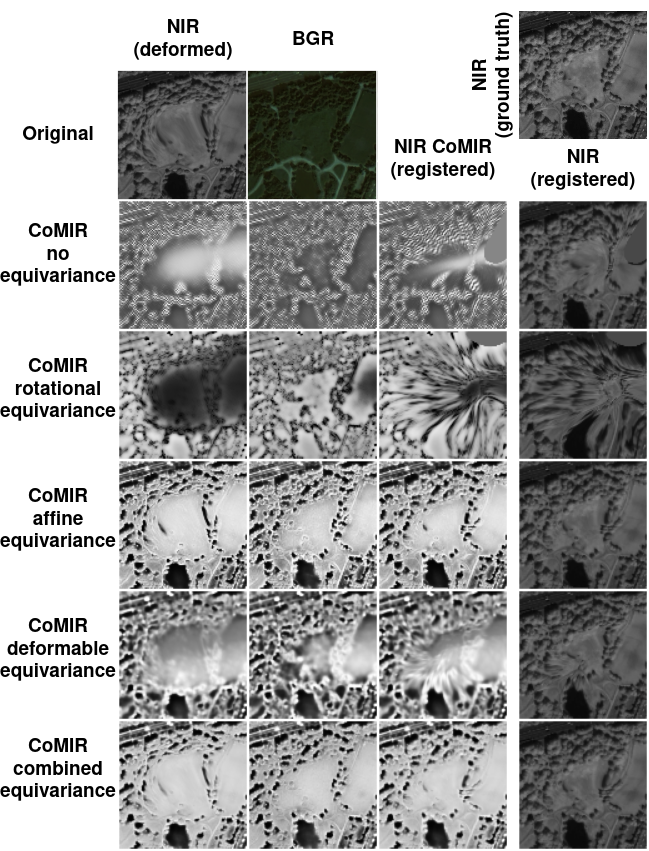 NIR
(deformed)
BGR
NIR
(ground truth)
Original
NIR CoMIR
(registered)
NIR
(registered)
CoMIR
no
equivariance
CoMIR
rotational
equivariance
CoMIR
affine
equivariance
CoMIR
deformable
equivariance
CoMIR
combined
equivariance